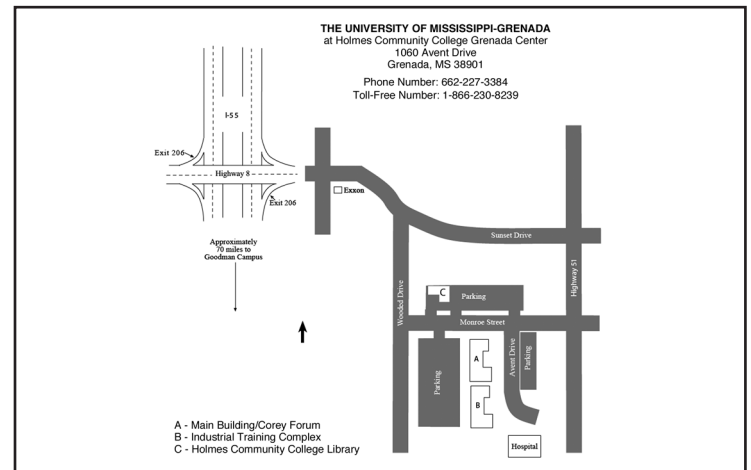 THE UNIVERSITY OF MISSISSIPPI-GRENADA
at Holmes Community College Grenada Center
1060 Avent Drive
Grenada, MS 38901
Phone Number: 662-227-3384
Toll-Free Number: 1-866-230-8239
I-55
Exit 206
Highway 8
Exit 206
Exxon
Approximately
70 miles to
Goodman Campus
Sunset Drive
Highway 51
Wooded Drive
C
Parking
Monroe Street
A
Avent Drive
Parking
Parking
B
Hospital
A - Main Building/Corey Forum
B - Industrial Training Complex
C - Holmes Community College Library